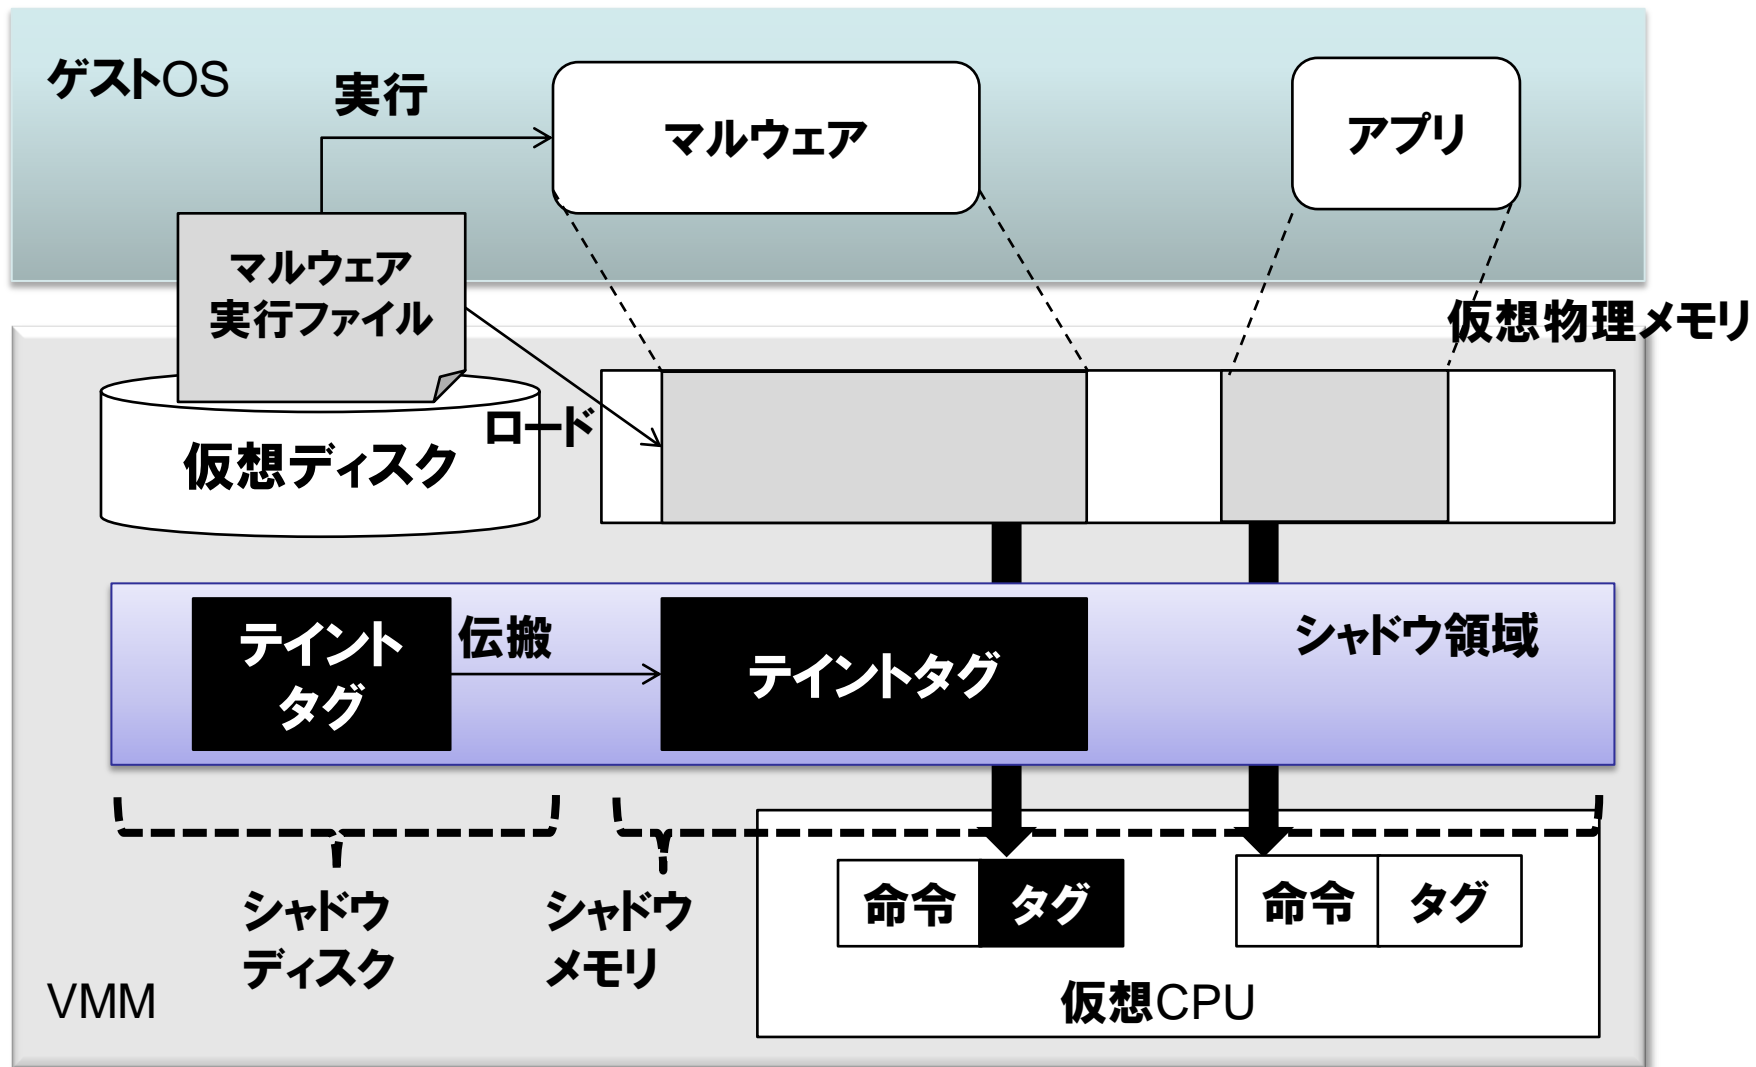 ゲストOS
実行
マルウェア
アプリ
マルウェア
実行ファイル
仮想物理メモリ
ロード
仮想ディスク
テイント
タグ
伝搬
テイントタグ
シャドウ領域
シャドウ
ディスク
シャドウ
メモリ
命令
タグ
命令
タグ
仮想CPU
VMM